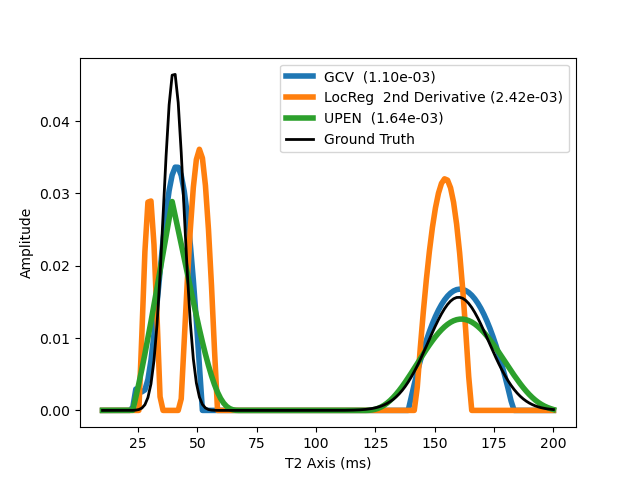 GCV (1.10e-03)
LocReg 2nd Derivative (2.42e-03)
UPEN (1.64e-03)
Ground Truth
0.04
0.03
0.02
0.01
0.00
Amplitude
25 50 75 100 125 150 175 200
T2 Axis (ms)